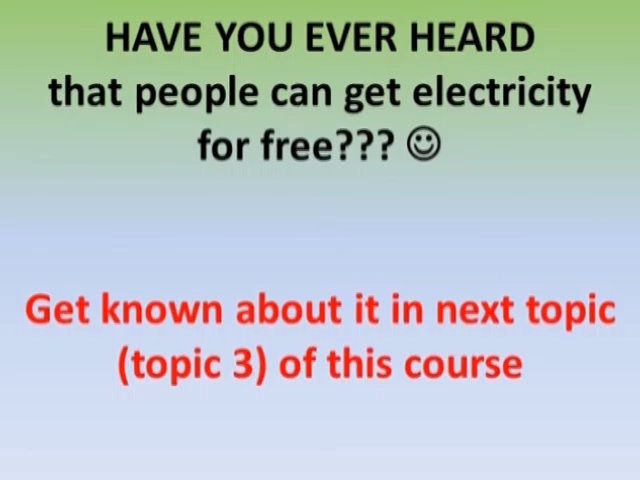 HAVE YOU EVER HEARD
that people can get electricity
for free??? ☺
Get known about it in next topic
(topic 3) of this course